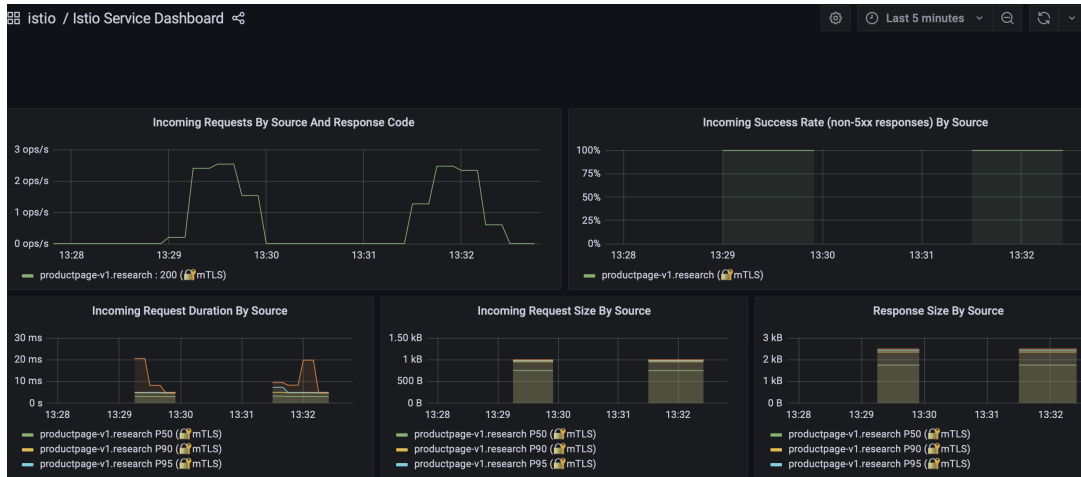 istio / Istio Service Dashboard
Last 5 minutes
Incoming Requests By Source And Response Code
3 ops/s
2 ops/s
1 ops/s
0 ops/s
13:28 13:29 13:30 13:31 13:32
productpage-v1.research : 200 (🔐mTLS)
Incoming Success Rate (non-5xx responses) By Source
100%
75%
50%
25%
0%
13:28 13:29 13:30 13:31 13:32
productpage-v1.research (🔐mTLS)
Incoming Request Duration By Source
30 ms
20 ms
10 ms
0 s
13:28 13:29 13:30 13:31 13:32
productpage-v1.research P50 (🔐mTLS)
productpage-v1.research P90 (🔐mTLS)
productpage-v1.research P95 (🔐mTLS)
Incoming Request Size By Source
1.50 kB
1 kB
500 B
0 B
13:28 13:29 13:30 13:31 13:32
productpage-v1.research P50 (🔐mTLS)
productpage-v1.research P90 (🔐mTLS)
productpage-v1.research P95 (🔐mTLS)
Response Size By Source
3 kB
2 kB
1 kB
0 B
13:28 13:29 13:30 13:31 13:32
productpage-v1.research P50 (🔐mTLS)
productpage-v1.research P90 (🔐mTLS)
productpage-v1.research P95 (🔐mTLS)